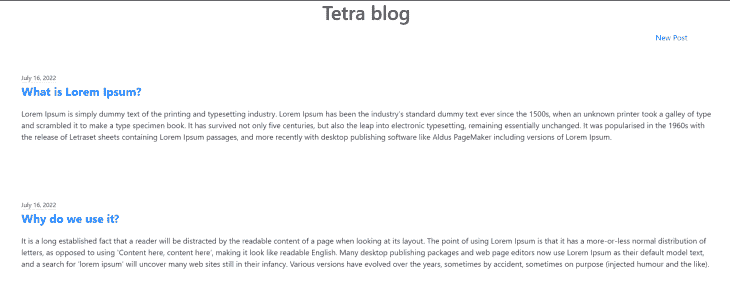 Tetra blog
New Post
July 16, 2022
What is Lorem Ipsum?
Lorem Ipsum is simply dummy text of the printing and typesetting industry. Lorem Ipsum has been the industry's standard dummy text ever since the 1500s, when an unknown printer took a galley of type
and scrambled it to make a type specimen book. It has survived not only five centuries, but also the leap into electronic typesetting, remaining essentially unchanged. It was popularised in the 1960s with
the release of Letraset sheets containing Lorem Ipsum passages, and more recently with desktop publishing software like Aldus PageMaker including versions of Lorem Ipsum.
July 16, 2022
Why do we use it?
It is a long established fact that a reader will be distracted by the readable content of a page when looking at its layout. The point of using Lorem Ipsum is that it has a more-or-less normal distribution of
letters, as opposed to using 'Content here, content here', making it look like readable English. Many desktop publishing packages and web page editors now use Lorem Ipsum as their default model text,
and a search for 'lorem ipsum' will uncover many web sites still in their infancy. Various versions have evolved over the years, sometimes by accident, sometimes on purpose (injected humour and the like).